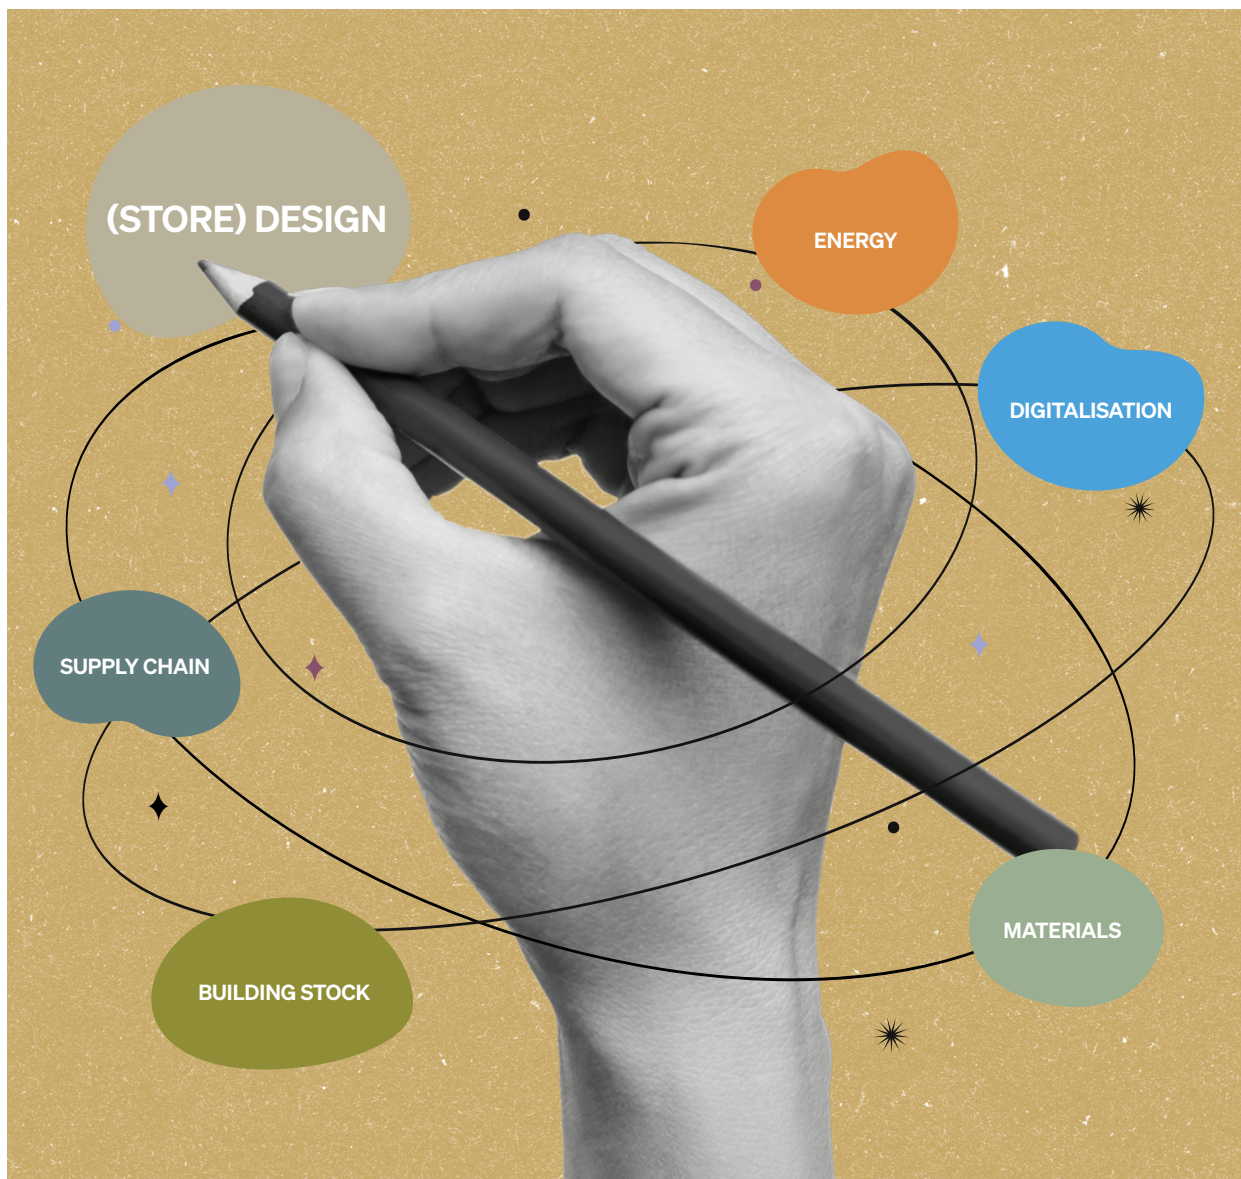 (STORE) DESIGN
ENERGY
DIGITALISATION
SUPPLY CHAIN
MATERIALS
BUILDING STOCK